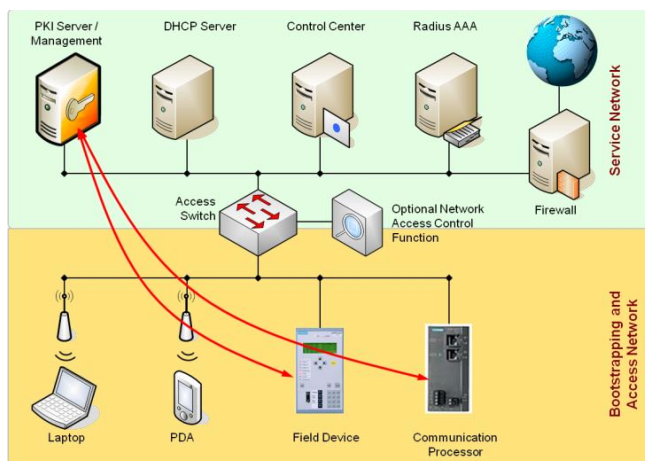 PKI Server /
Management
DHCP Server
Control Center
Radius AAA
Service Network
Access
Switch
Optional Network
Access Control
Function
Firewall
Bootstrapping and
Access Network
Laptop
PDA
Field Device
Communication
Processor